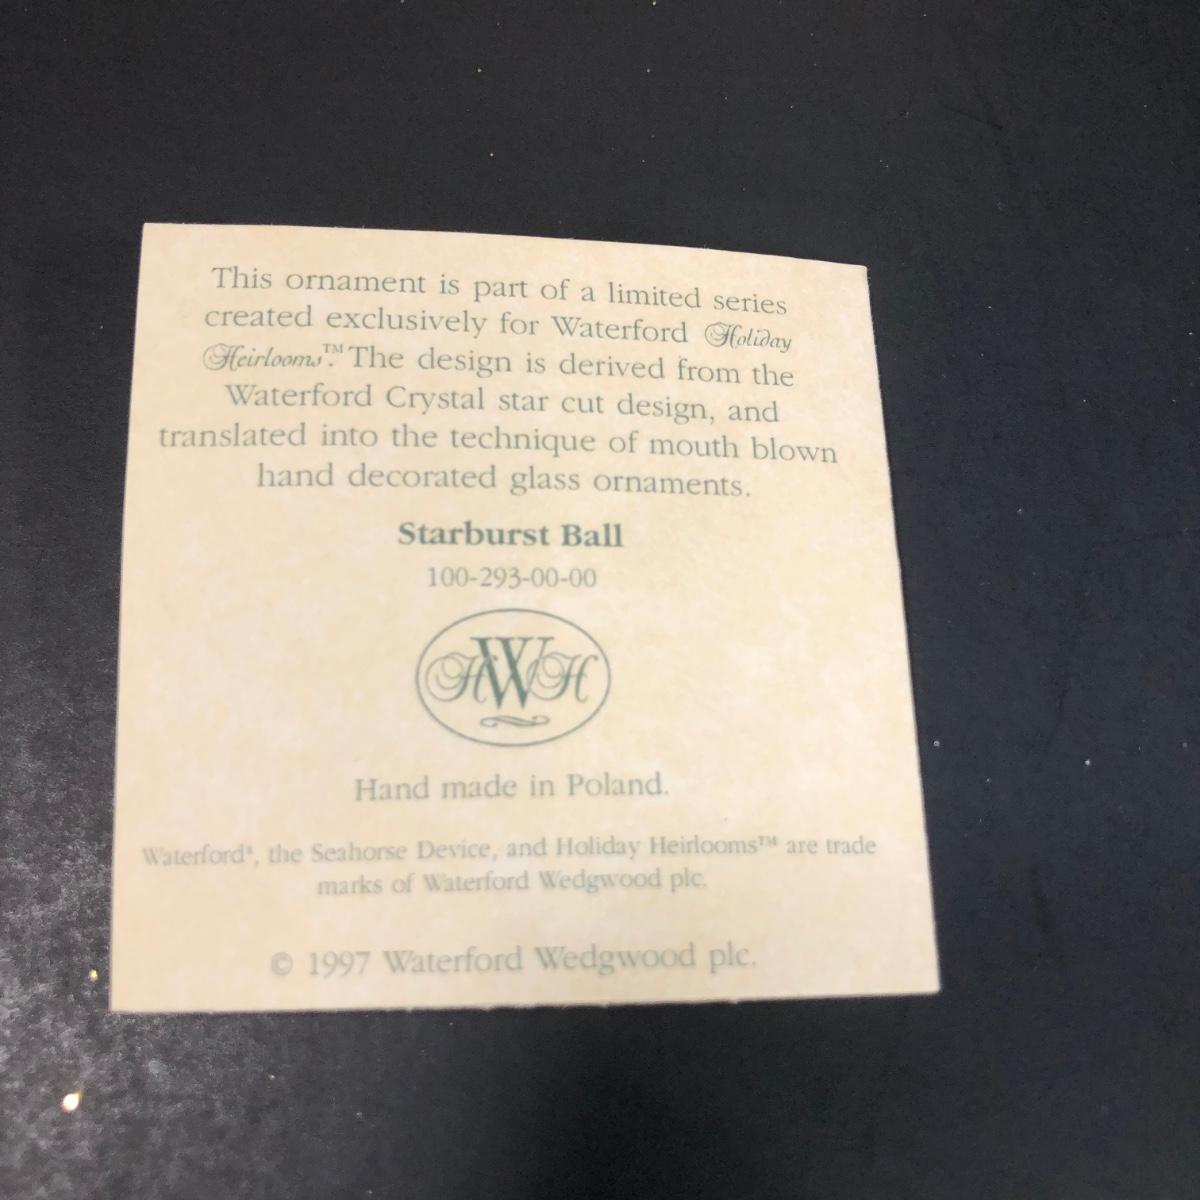 This ornament is part of a limited series
created exclusively for Waterford Holiday
Heirlooms.™ The design is derived from the
Waterford Crystal star cut design, and
translated into the technique of mouth blown
hand decorated glass ornaments.
Starburst Ball
100-293-00-00
HWH
Hand made in Poland.
Waterford®, the Seahorse Device, and Holiday Heirlooms™ are trade
marks of Waterford Wedgwood plc.
© 1997 Waterford Wedgwood plc.